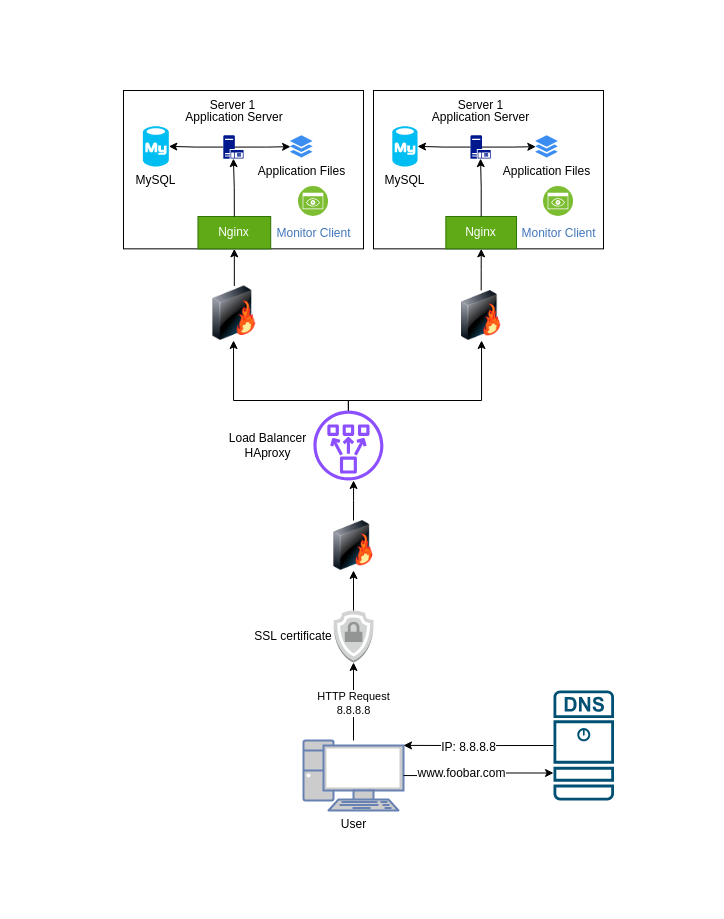 Server 1
Application Server
My
MySQL
Application Files
Nginx
Monitor Client
Server 1
Application Server
My
MySQL
Application Files
Nginx
Monitor Client
Load Balancer
HAproxy
SSL certificate
HTTP Request
8.8.8.8
DNS
IP: 8.8.8.8
www.foobar.com
User